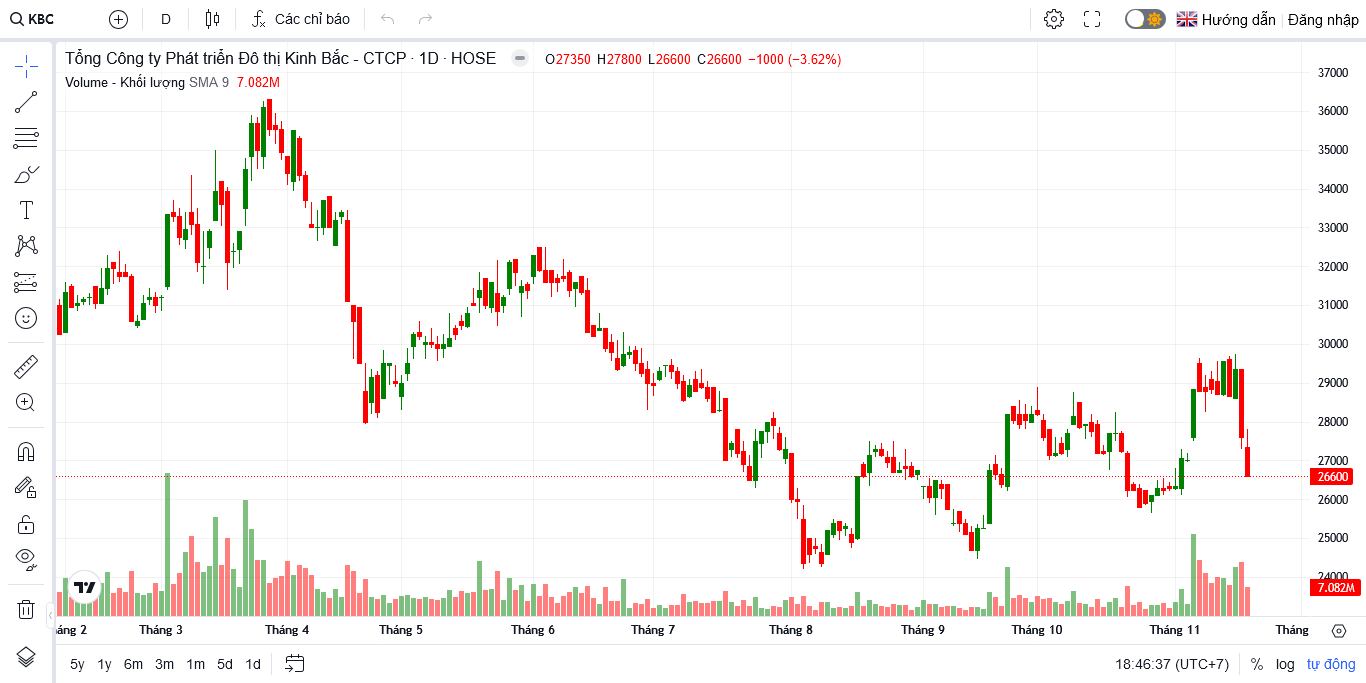 KBC D Các chỉ báo Hướng dẫn Đăng nhập
Tổng Công ty Phát triển Đô thị Kinh Bắc - CTCP · 1D · HOSE O27350 H27800 L26600 C26600 −1000 (−3.62%)
Volume - Khối lượng SMA 9 7.082M
37000
36000
35000
34000
33000
32000
31000
30000
29000
28000
27000
26600
26000
25000
24000
7.082M
áng 2 Tháng 3 Tháng 4 Tháng 5 Tháng 6 Tháng 7 Tháng 8 Tháng 9 Tháng 10 Tháng 11 Tháng
5y 1y 6m 3m 1m 5d 1d 18:46:37 (UTC+7) % log tự động